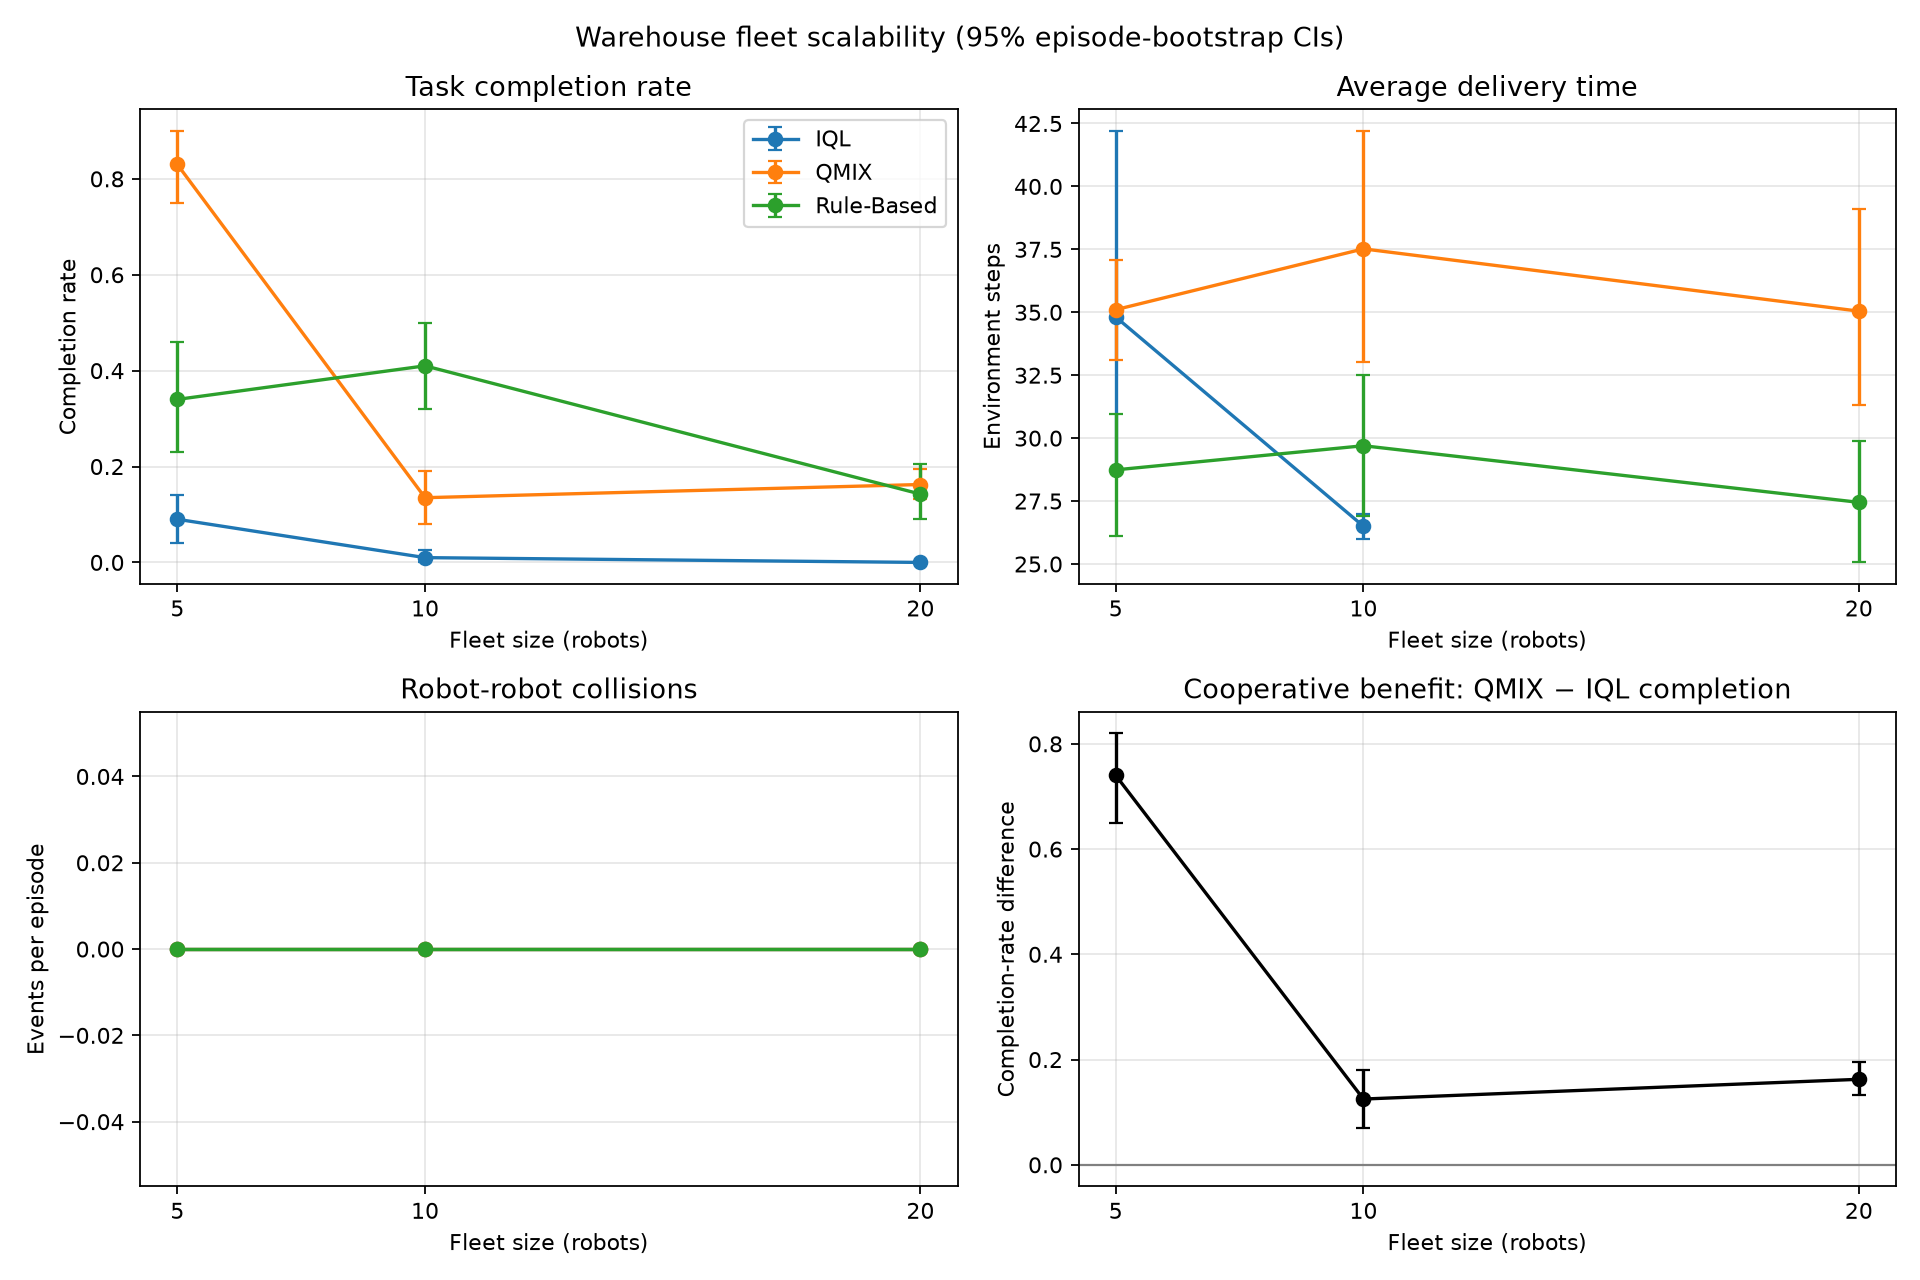 Warehouse fleet scalability (95% episode-bootstrap CIs)
Task completion rate
Completion rate
0.8
0.6
0.4
0.2
0.0
IQL
QMIX
Rule-Based
5
10
20
Fleet size (robots)
Average delivery time
Environment steps
42.5
40.0
37.5
35.0
32.5
30.0
27.5
25.0
5
10
20
Fleet size (robots)
Robot-robot collisions
Events per episode
0.04
0.02
0.00
−0.02
−0.04
5
10
20
Fleet size (robots)
Cooperative benefit: QMIX − IQL completion
Completion-rate difference
0.8
0.6
0.4
0.2
0.0
5
10
20
Fleet size (robots)